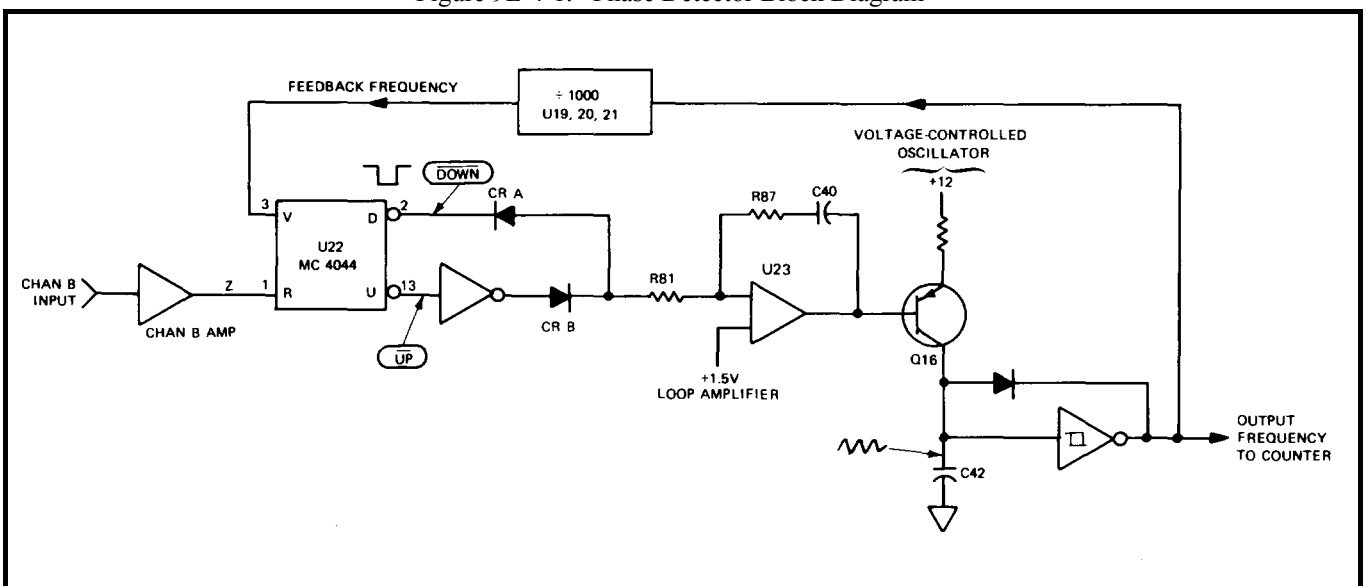 Figure 9E-4-1. Phase Detector Block Diagram
FEEDBACK FREQUENCY
÷ 1000
U19, 20, 21
VOLTAGE-CONTROLLED
OSCILLATOR
+12
DOWN
CR A
R87
C40
3
V
D
2
U22
MC 4044
U23
CHAN B
INPUT
Z
1
R
U
13
R81
CHAN B AMP
CR B
UP
+1.5V
LOOP AMPLIFIER
Q16
OUTPUT
FREQUENCY
TO COUNTER
C42